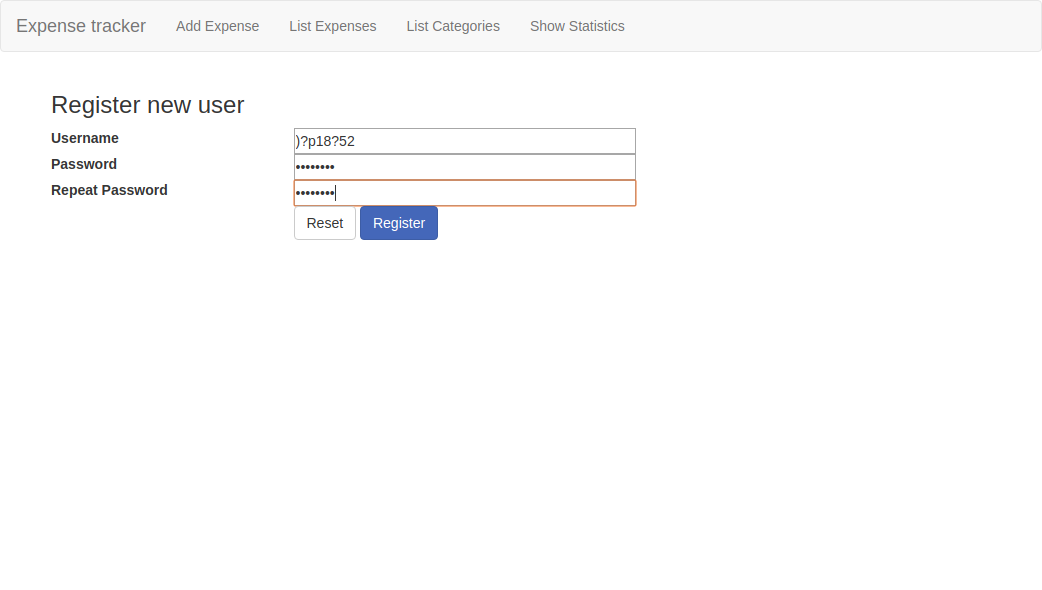 Expense tracker Add Expense List Expenses List Categories Show Statistics
Register new user
Username )?p18?52
Password ••••••••
Repeat Password ••••••••
Reset Register